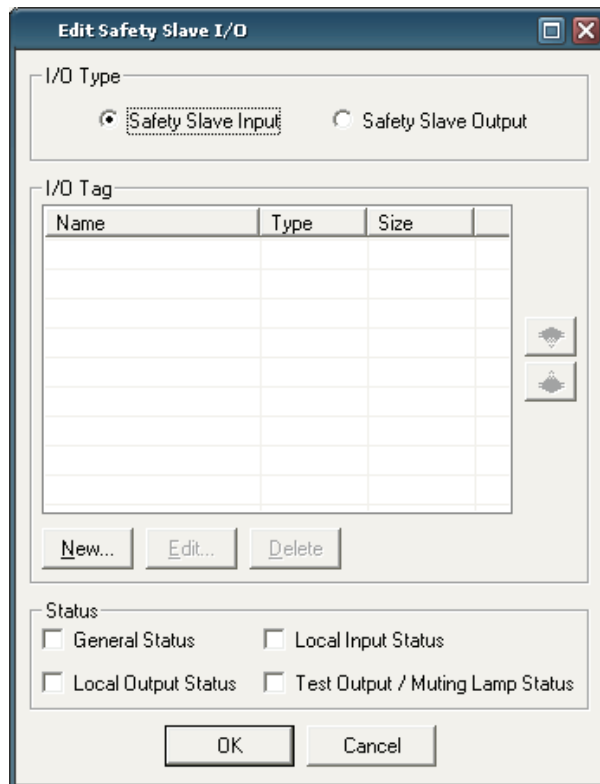 Edit Safety Slave I/O
I/O Type
Safety Slave Input Safety Slave Output
I/O Tag
Name Type Size
New... Edit... Delete
Status
General Status Local Input Status
Local Output Status Test Output / Muting Lamp Status
OK Cancel